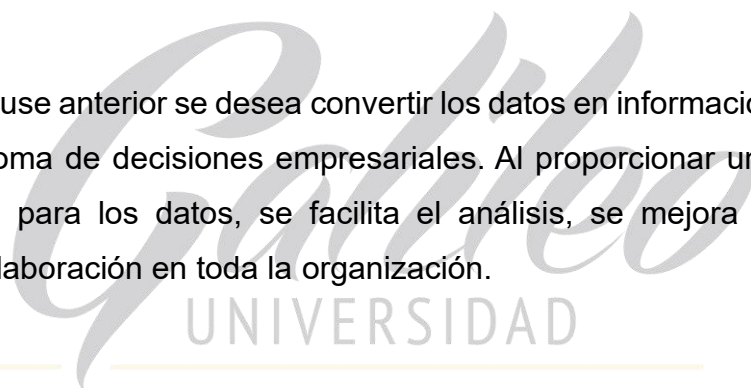 use anterior se desea convertir los datos en informació
oma de decisiones empresariales. Al proporcionar un
para los datos, se facilita el análisis, se mejora
laboración en toda la organización.
Galileo
UNIVERSIDAD